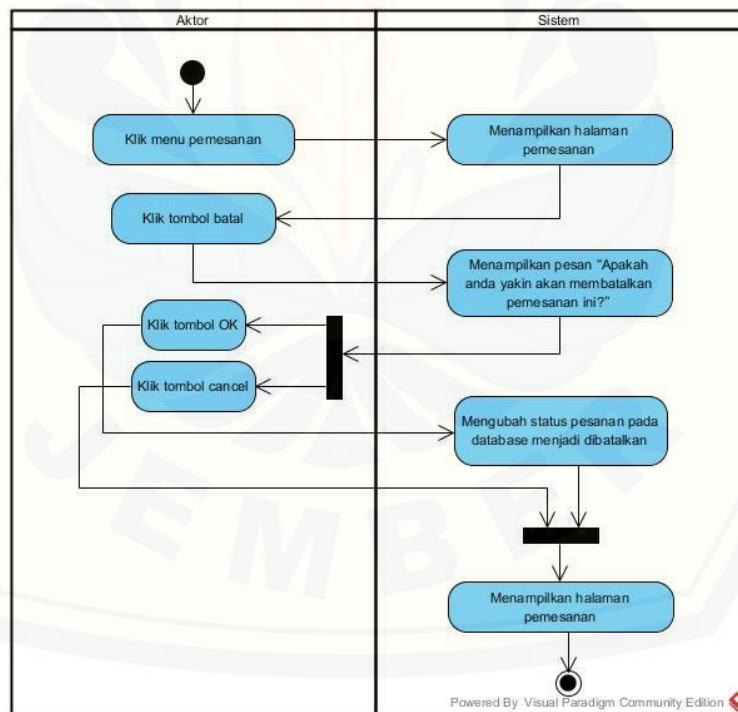 Aktor
Sistem
Klik menu pemesanan
Menampilkan halaman
pemesanan
Klik tombol batal
Menampilkan pesan "Apakah
anda yakin akan membatalkan
pemesanan ini?"
Klik tombol OK
Klik tombol cancel
Mengubah status pesanan pada
database menjadi dibatalkan
JEMBER
Menampilkan halaman
pemesanan
Powered By Visual Paradigm Community Edition